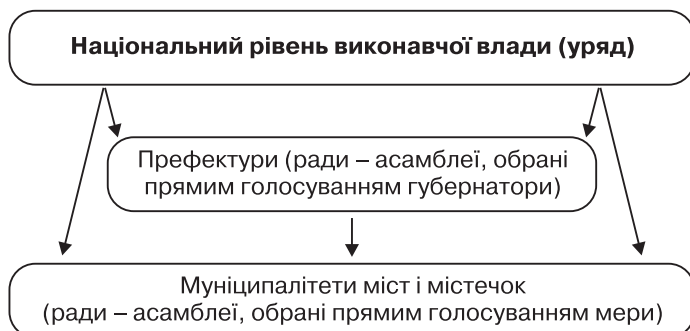 Національний рівень виконавчої влади (уряд)
Префектури (ради – асамблеї, обрані
прямим голосуванням губернатори)
Муніципалітети міст і містечок
(ради – асамблеї, обрані прямим голосуванням мери)